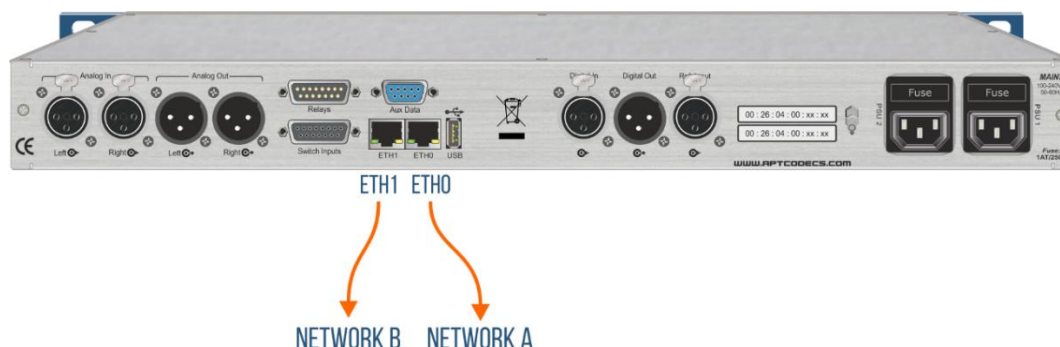 Analog In
Analog Out
Digital Out
Relays
Aux Data
Left
Right
Left
Right
Switch Inputs
ETH1
ETH0
USB
00 : 26 : 04 : 00 : xx : xx
00 : 26 : 04 : 00 : xx : xx
WWW.APTCODECS.COM
Fuse
Fuse
PSU 2
PSU 1
CE
ETH1 ETH0
NETWORK B NETWORK A